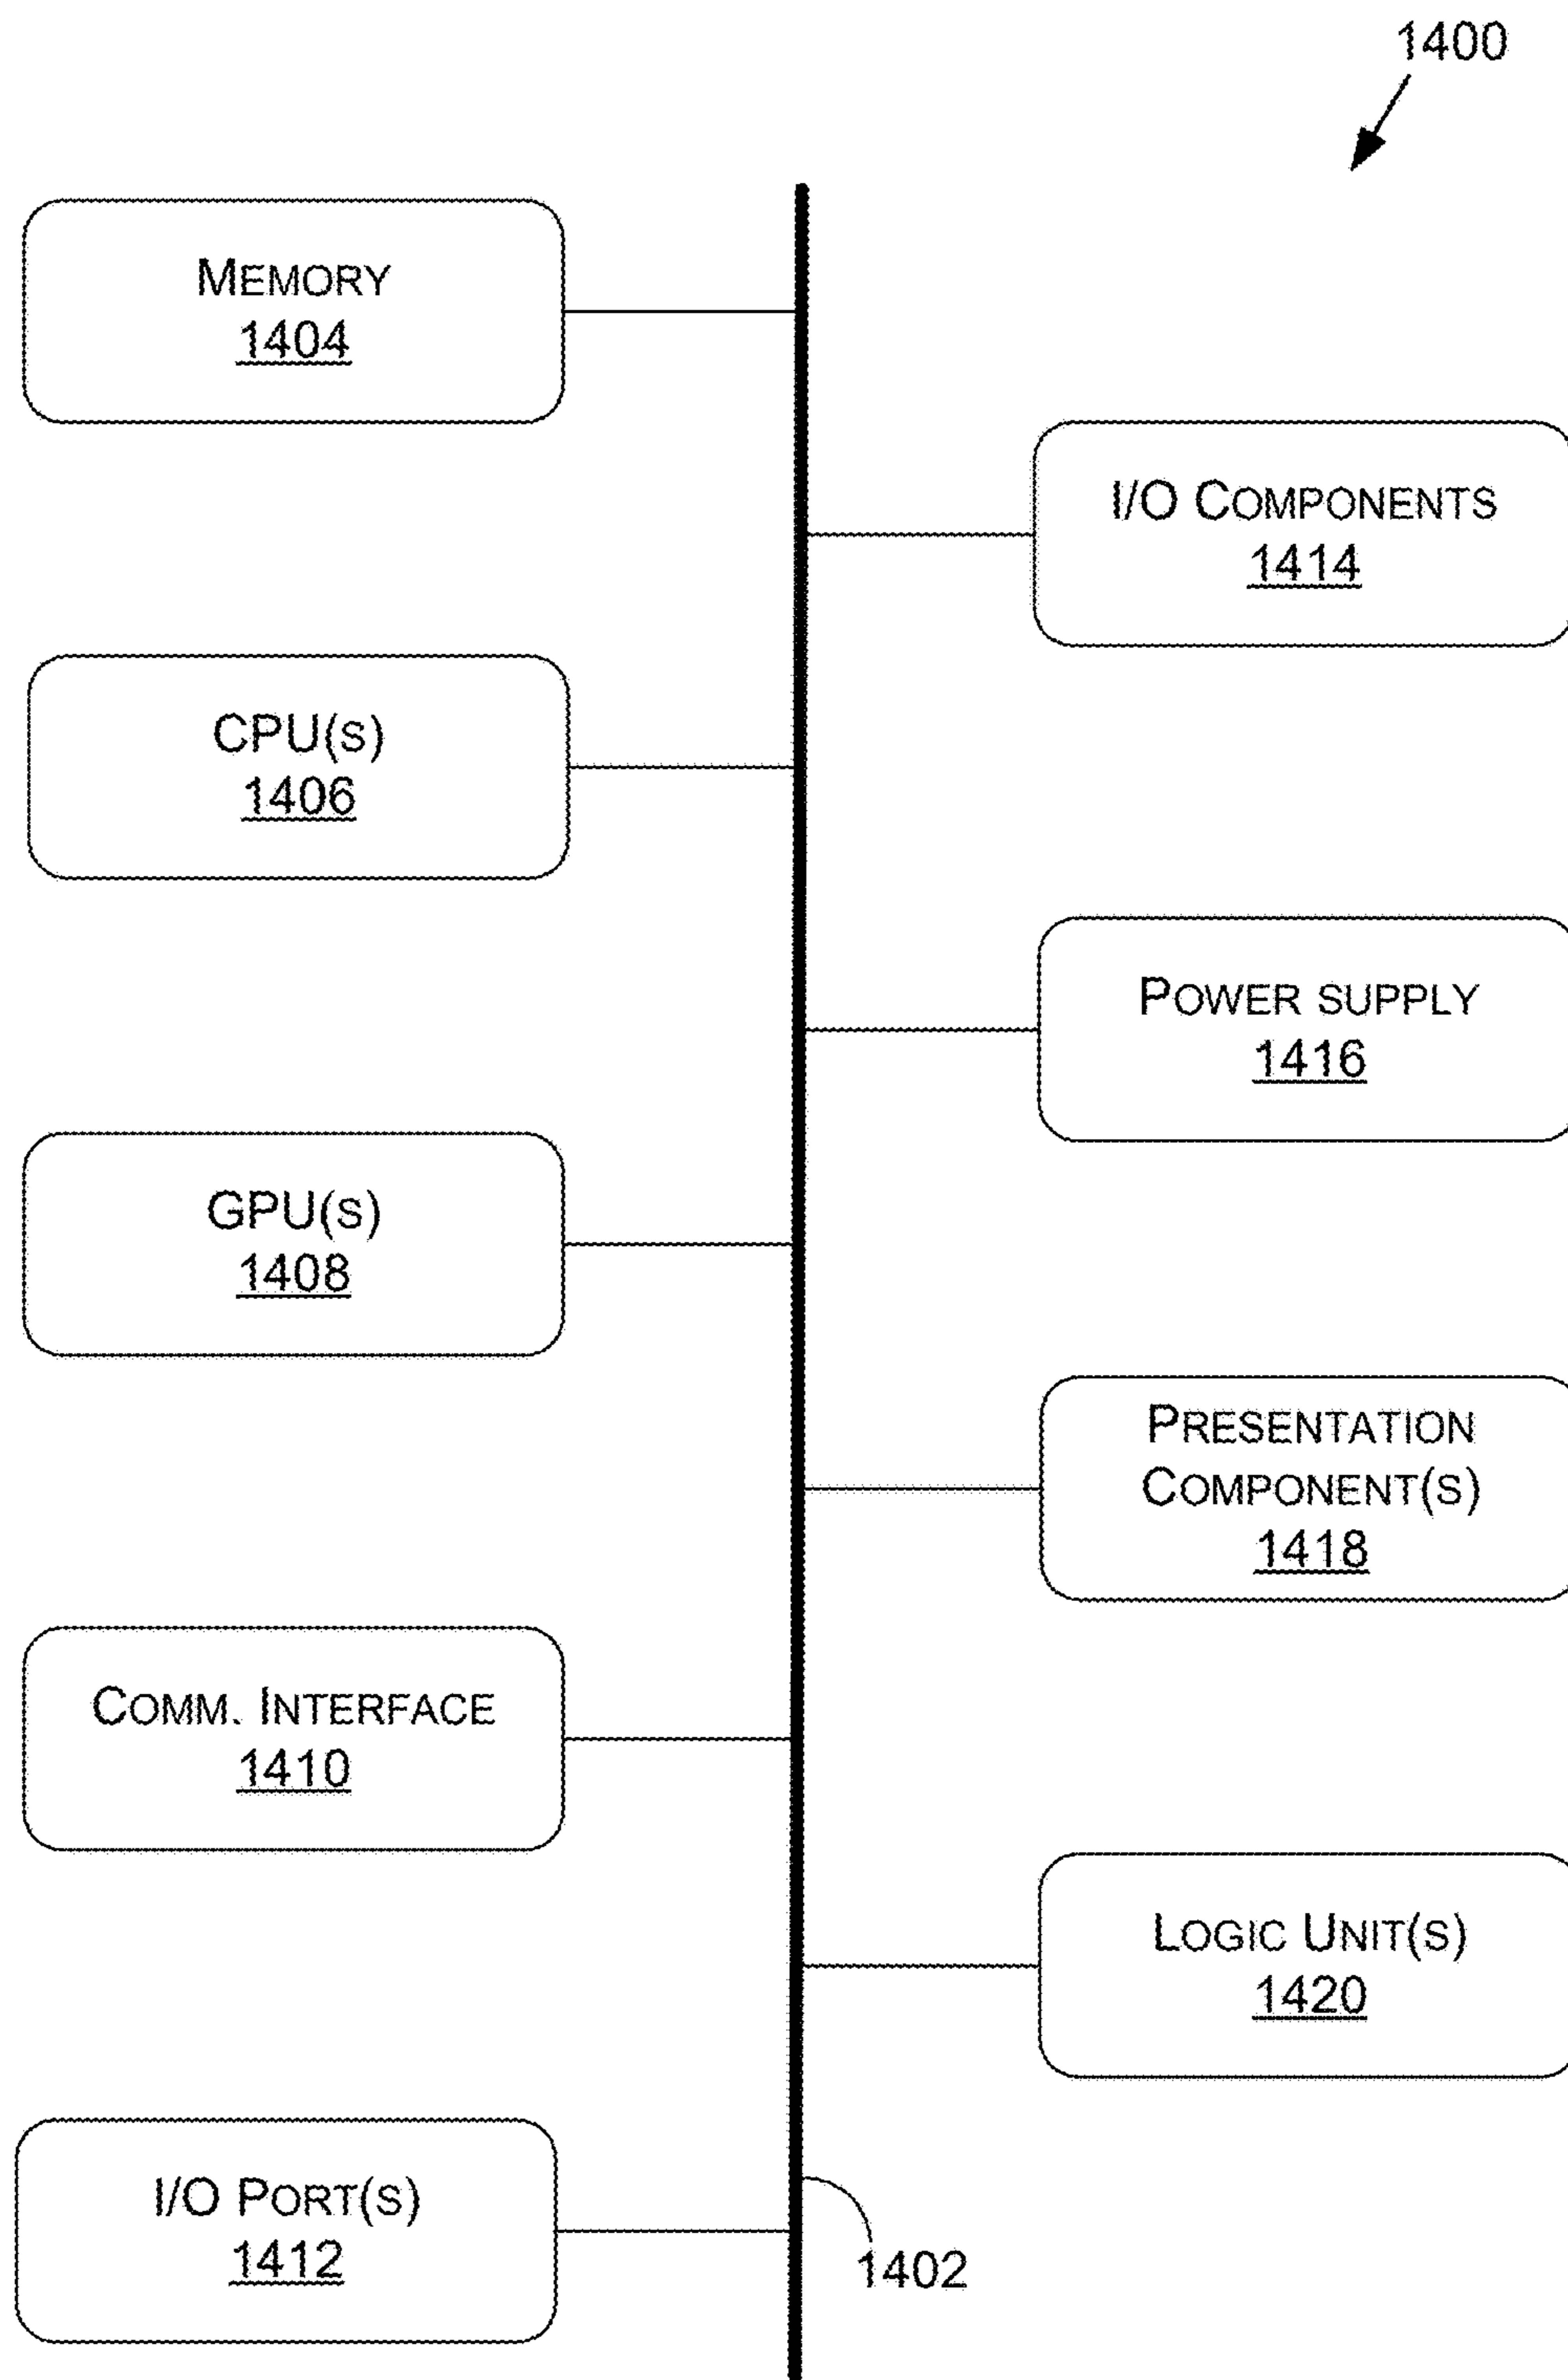 1400
MEMORY
1404
I/O COMPONENTS
1414
CPU(S)
1406
POWER SUPPLY
1416
GPU(S)
1408
PRESENTATION
COMPONENT(S)
1418
COMM. INTERFACE
1410
LOGIC UNIT(S)
1420
I/O PORT(S)
1412
1402